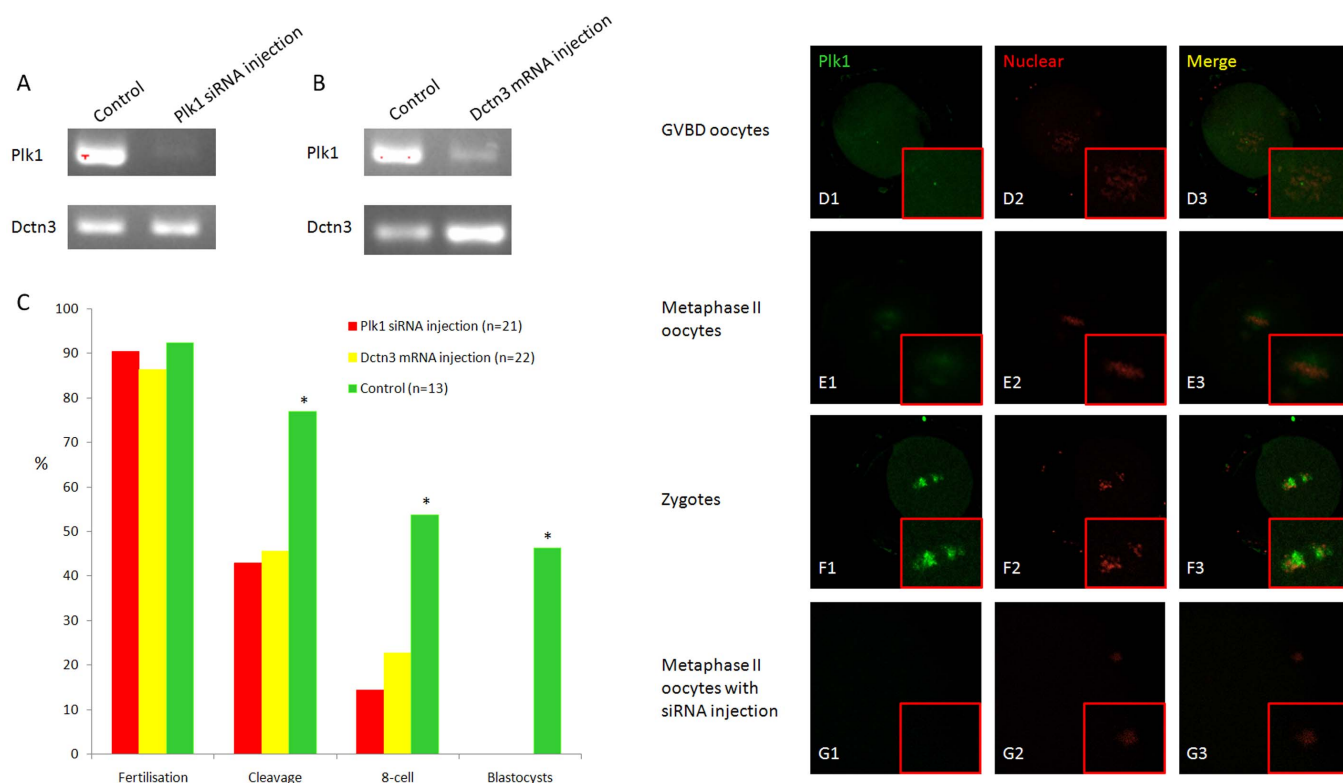 A
Control
Plk1 siRNA injection
Plk1
Dctn3
B
Control
Dctn3 mRNA injection
Plk1
Dctn3
C
100
90
80
70
60
50
40
30
20
10
0
%
Plk1 siRNA injection (n=21)
Dctn3 mRNA injection (n=22)
Control (n=13)
*
*
*
Fertilisation
Cleavage
8-cell
Blastocysts
Plk1
Nuclear
Merge
GVBD oocytes
D1
D2
D3
Metaphase II
oocytes
E1
E2
E3
Zygotes
F1
F2
F3
Metaphase II
oocytes with
siRNA injection
G1
G2
G3